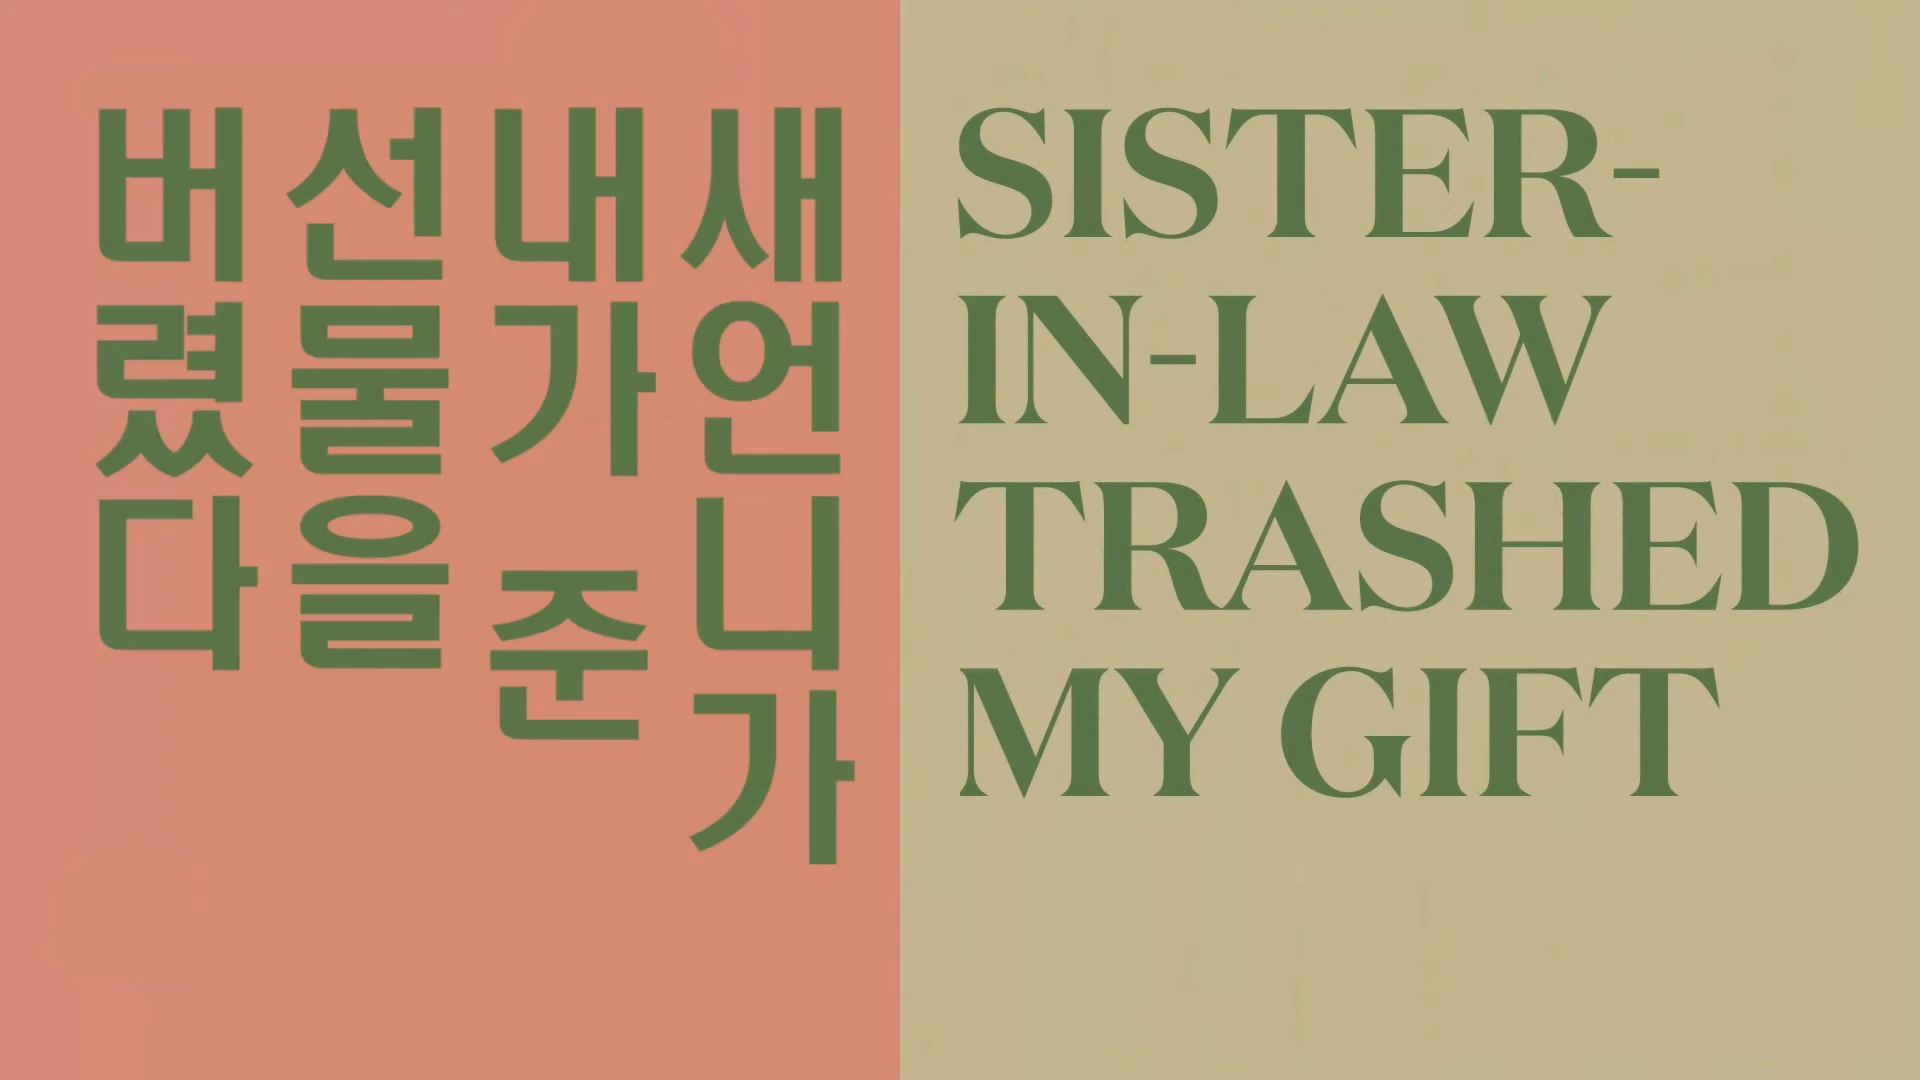 새언니가
내가 준
선물을
버렸다
SISTER-
IN-LAW
TRASHED
MY GIFT